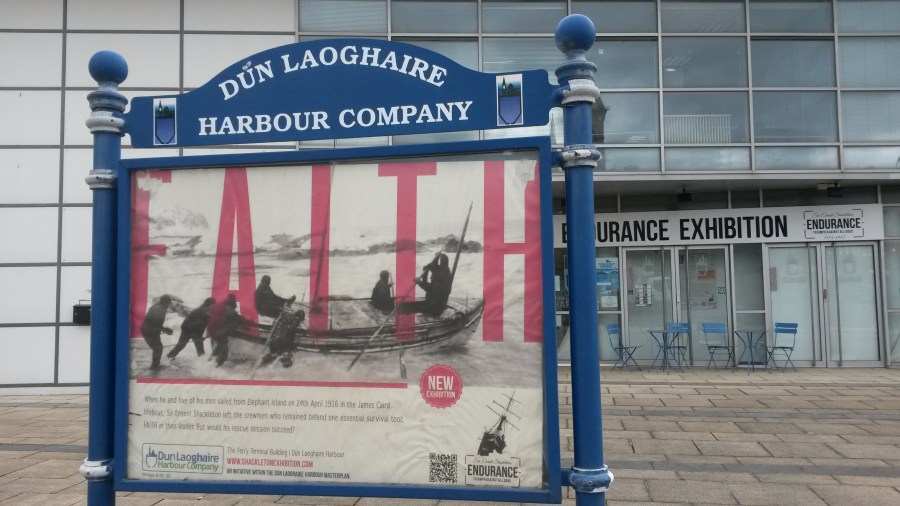 DÚN LAOGHAIRE
HARBOUR COMPANY
FAITH
NEW
EXHIBITION
When he and five of his men sailed from Elephant Island on 24th April 1916 in the James Caird
lifeboat, Sir Ernest Shackleton left the crewmen who remained behind one essential survival tool:
FAITH in their leader. But would his rescue mission succeed?
Dun Laoghaire
Harbour Company
The Ferry Terminal Building | Dún Laoghaire Harbour
WWW.SHACKLETONEXHIBITION.COM
AN INITIATIVE WITHIN THE DUN LAOGHAIRE HARBOUR MASTERPLAN
ENDURANCE
ENDURANCE EXHIBITION
ENDURANCE